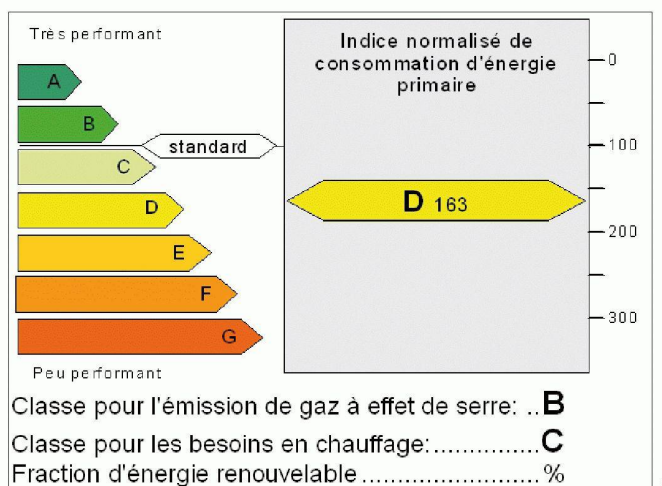 Très performant
A
B
C
D
E
F
G
Peu performant
standard
Indice normalisé de
consommation d'énergie
primaire
D 163
0
100
200
300
Classe pour l'émission de gaz à effet de serre: ..B
Classe pour les besoins en chauffage:...............C
Fraction d'énergie renouvelable ......................... %